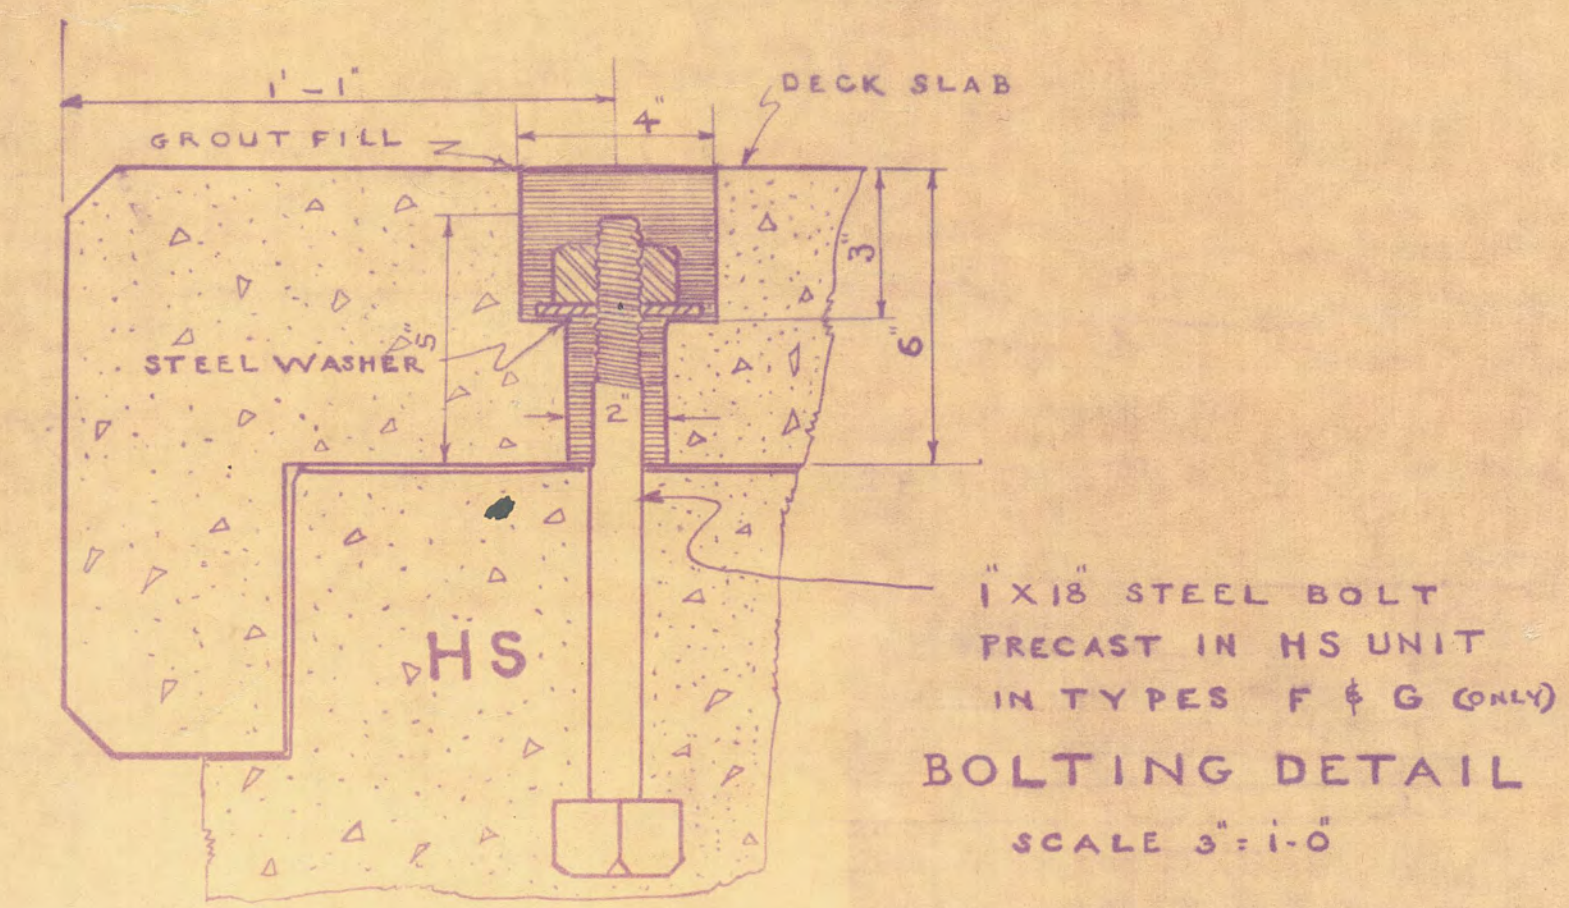 1'-1"
DECK SLAB
4"
GROUT FILL
3"
6"
5"
STEEL WASHER
2"
1" X 18" STEEL BOLT
PRECAST IN HS UNIT
IN TYPES F & G (ONLY)
HS
BOLTING DETAIL
SCALE 3" = 1-0"